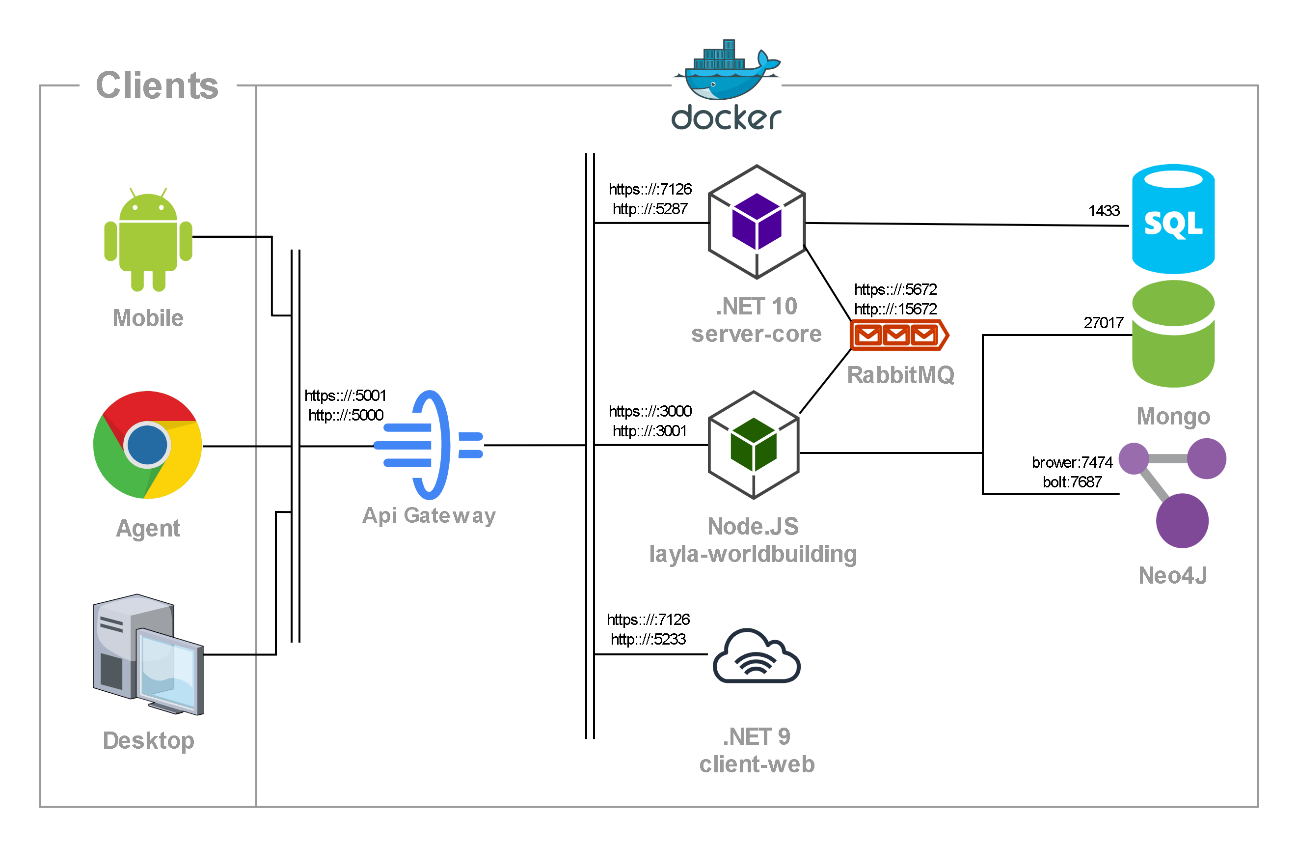 Clients
docker
Mobile
Agent
Desktop
https:://:5001
http:://:5000
Api Gateway
https:://:7126
http:://:5287
.NET 10
server-core
1433
SQL
https:://:5672
http:://:15672
RabbitMQ
27017
Mongo
https:://:3000
http:://:3001
Node.JS
layla-worldbuilding
brower:7474
bolt:7687
Neo4J
https:://:7126
http:://:5233
.NET 9
client-web